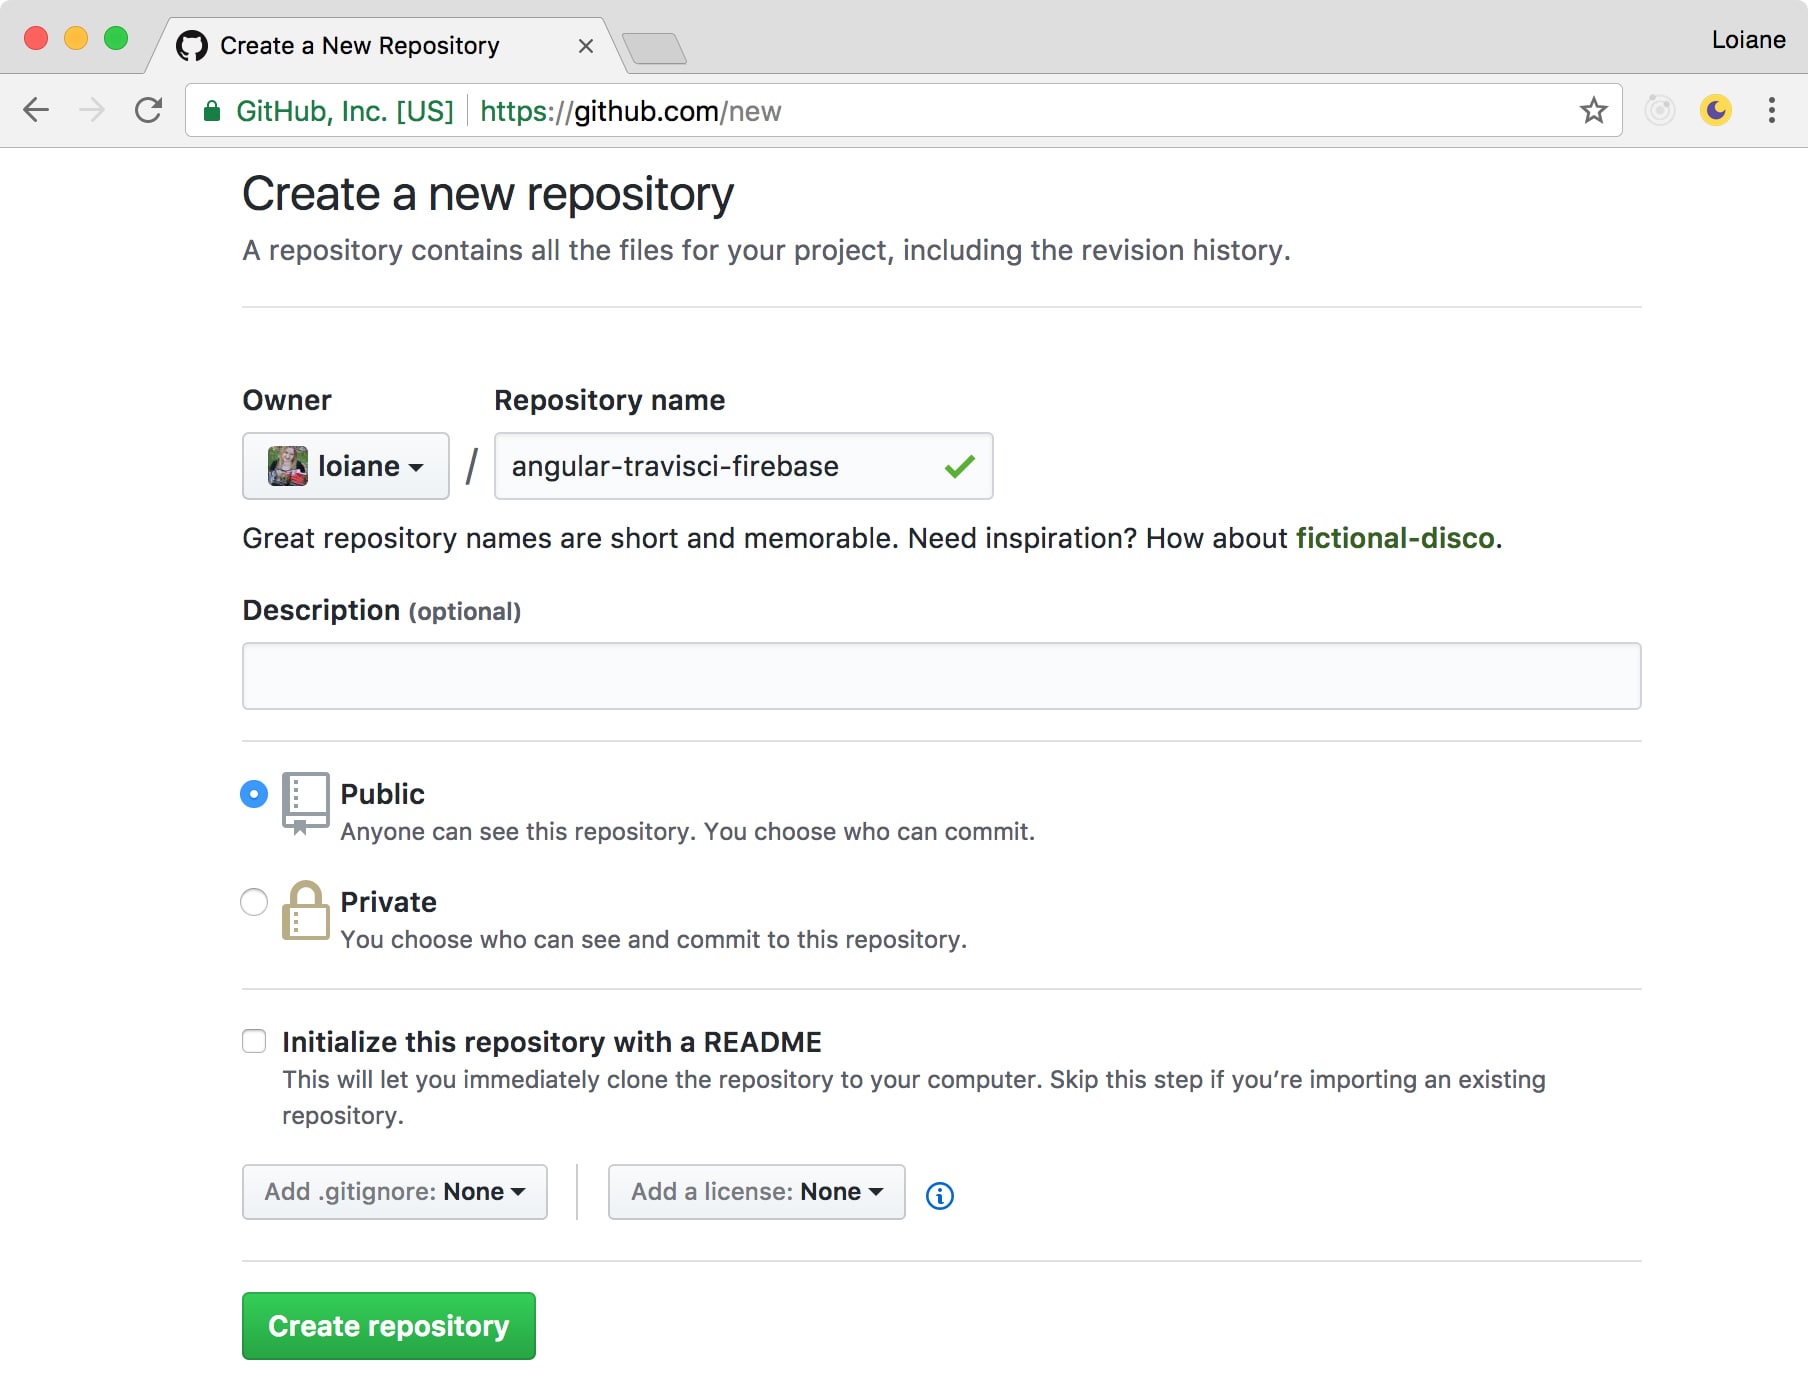 Create a New Repository
Loiane
GitHub, Inc. [US] https://github.com/new
Create a new repository
A repository contains all the files for your project, including the revision history.
Owner Repository name
loiane / angular-travisci-firebase
Great repository names are short and memorable. Need inspiration? How about fictional-disco.
Description (optional)
Public
Anyone can see this repository. You choose who can commit.
Private
You choose who can see and commit to this repository.
Initialize this repository with a README
This will let you immediately clone the repository to your computer. Skip this step if you’re importing an existing
repository.
Add .gitignore: None Add a license: None
Create repository